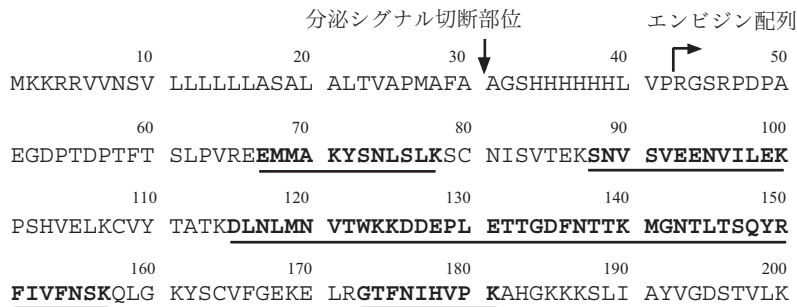 分泌シグナル切断部位 エンビジン配列
10 20 30 40 50
MKKRRVVNSV LLLLLLASAL ALTVAPMAFA AGSHHHHHHL VPRGSRPDPA
60 70 80 90 100
EGDPTDPTFT SLPVREEMMA KYSNLSLKSC NISVTEKSNV SVEENVILEK
110 120 130 140 150
PSHVELKCVY TATKDLNLMN VTWKKDDEPL ETTGDFNTTK MGNTLTSQYR
160 170 180 190 200
FIVFNSKQLG KYSCVFGEKE LRGTFNIHVP KAHGKKKSLI AYVGDSTVLK